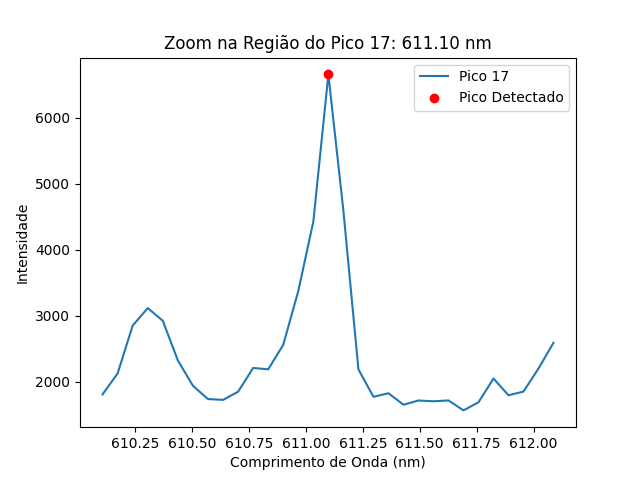 Zoom na Região do Pico 17: 611.10 nm
Pico 17
Pico Detectado
Intensidade
6000
5000
4000
3000
2000
610.25 610.50 610.75 611.00 611.25 611.50 611.75 612.00
Comprimento de Onda (nm)